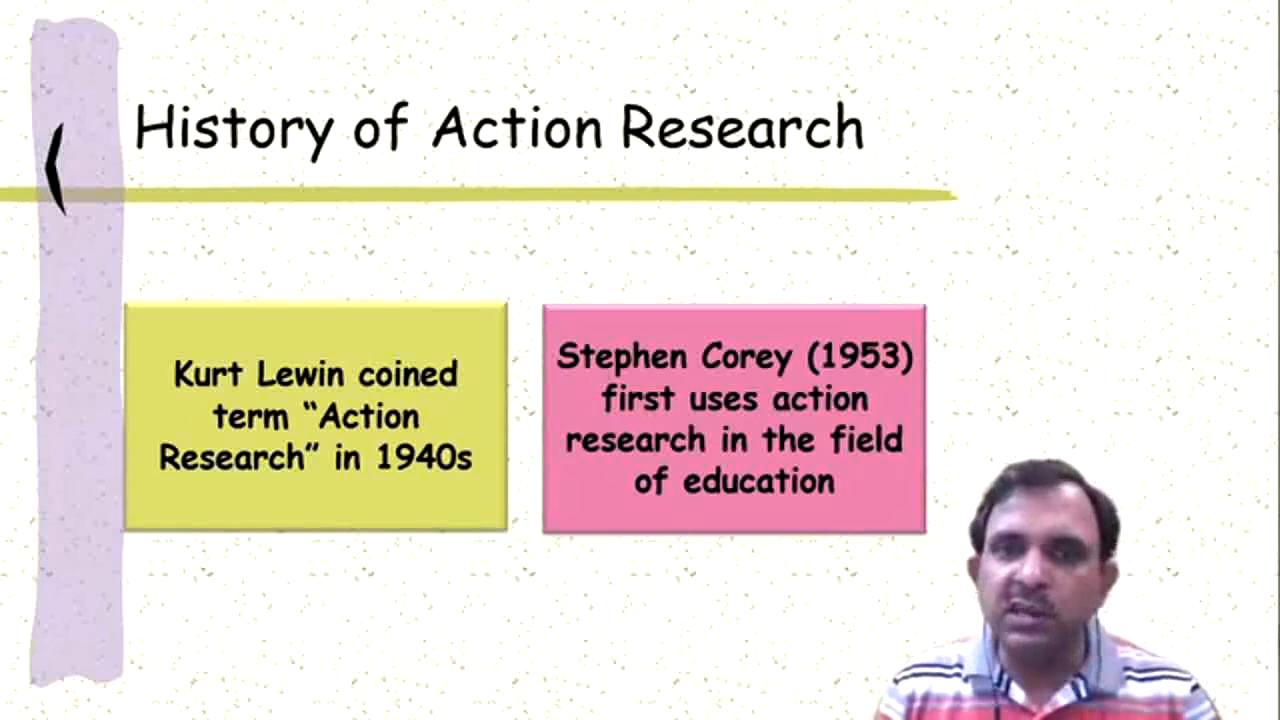 History of Action Research
Kurt Lewin coined
term “Action
Research” in 1940s
Stephen Corey (1953)
first uses action
research in the field
of education